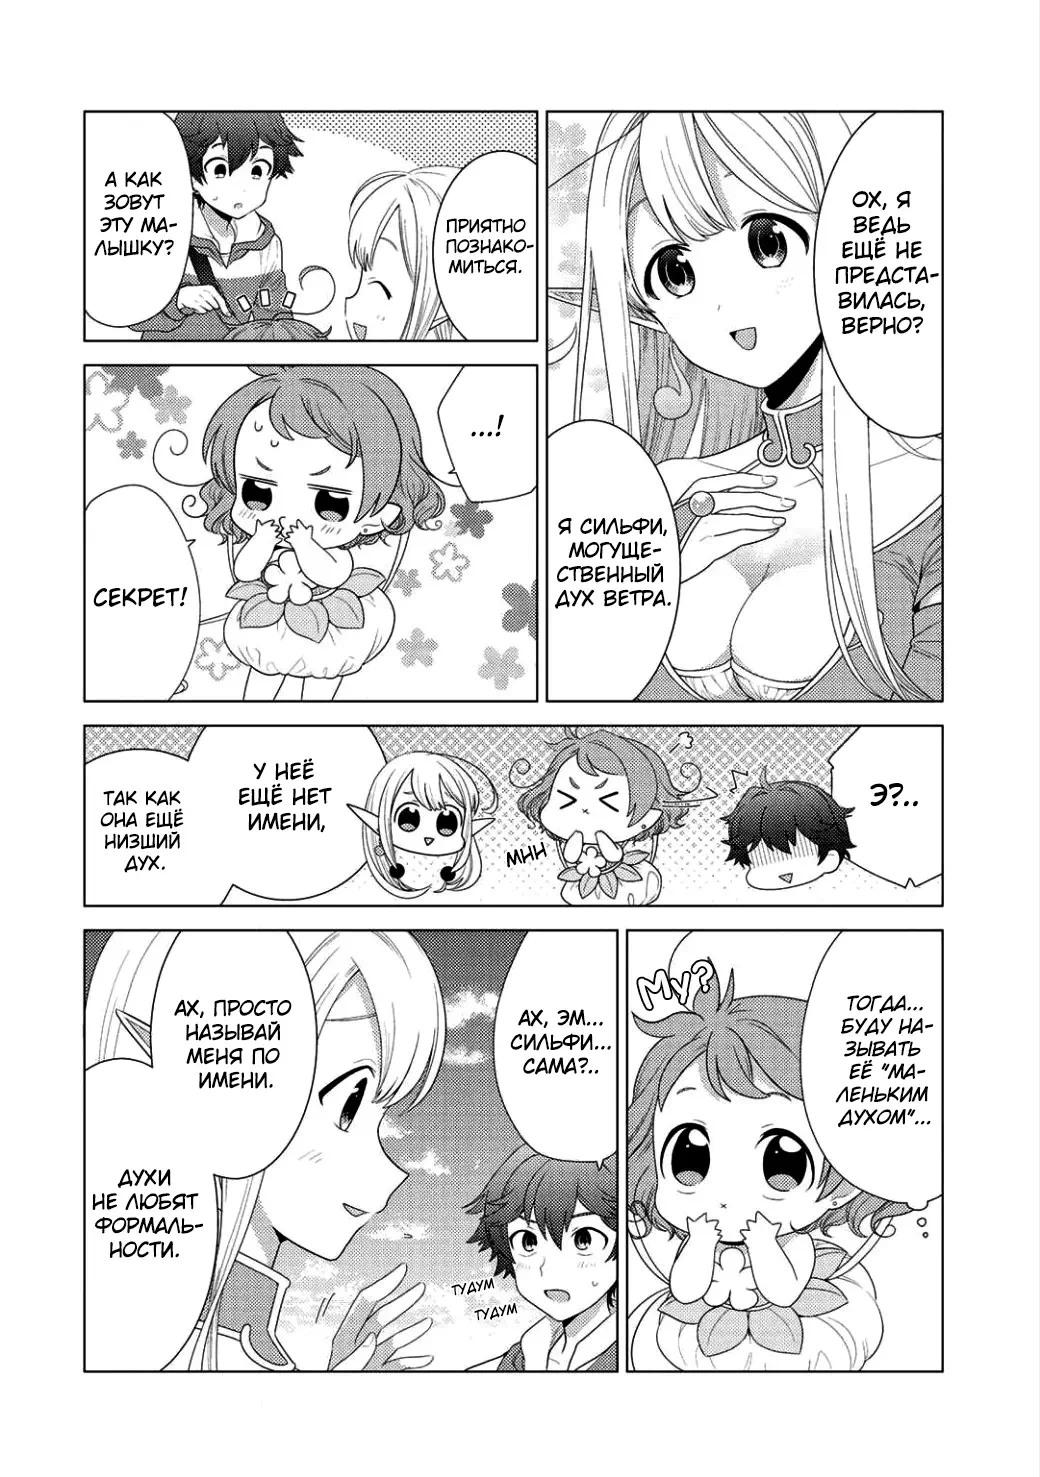 ОХ, Я
ВЕДЬ
ЕЩЁ НЕ
ПРЕДСТА-
ВИЛАСЬ,
ВЕРНО?
Я СИЛЬФИ,
МОГУЩЕ-
СТВЕННЫЙ
ДУХ ВЕТРА.
ПРИЯТНО
ПОЗНАКО-
МИТЬСЯ.
А КАК
ЗОВУТ
ЭТУ МА-
ЛЫШКУ?
...!
СЕКРЕТ!
Э?..
МНН
У НЕЁ
ЕЩЁ НЕТ
ИМЕНИ,
ТАК КАК
ОНА ЕЩЁ
НИЗШИЙ
ДУХ.
ТОГДА...
БУДУ НА-
ЗЫВАТЬ
ЕЁ "МА-
ЛЕНЬКИМ
ДУХОМ"...
МУ?
АХ, ЭМ...
СИЛЬФИ...
САМА?..
ТУДУМ
ТУДУМ
АХ, ПРОСТО
НАЗЫВАЙ
МЕНЯ ПО
ИМЕНИ.
ДУХИ
НЕ ЛЮБЯТ
ФОРМАЛЬ-
НОСТИ.